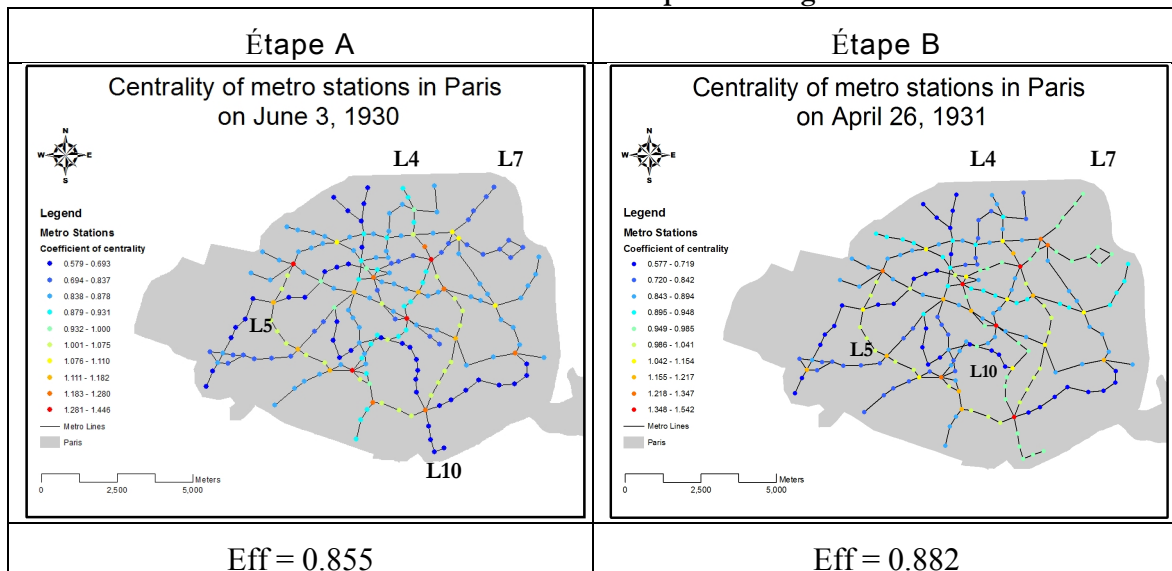 Étape A
Étape B
Centrality of metro stations in Paris
on June 3, 1930
N
W E
S
L4
L7
Legend
Metro Stations
Coefficient of centrality
0.579 - 0.693
0.694 - 0.837
0.838 - 0.878
0.879 - 0.931
0.932 - 1.000
1.001 - 1.075
1.076 - 1.110
1.111 - 1.182
1.183 - 1.280
1.281 - 1.446
Metro Lines
Paris
L5
L10
Meters
0 2,500 5,000
Centrality of metro stations in Paris
on April 26, 1931
N
W E
S
L4
L7
Legend
Metro Stations
Coefficient of centrality
0.577 - 0.719
0.720 - 0.842
0.843 - 0.894
0.895 - 0.948
0.949 - 0.985
0.986 - 1.041
1.042 - 1.154
1.155 - 1.217
1.218 - 1.347
1.348 - 1.542
Metro Lines
Paris
L5
L10
Meters
0 2,500 5,000
Eff = 0.855
Eff = 0.882